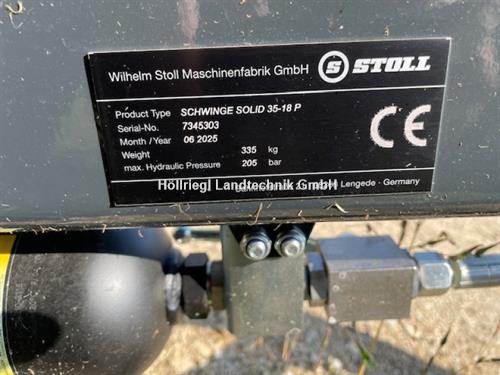 Wilhelm Stoll Maschinenfabrik GmbH S STOLL
Product Type SCHWINGE SOLID 35-18 P
Serial-No. 7345303
Month / Year 06 2025
Weight 335 kg
max. Hydraulic Pressure 205 bar
CE
Höllriegl Landtechnik GmbH
Lengede - Germany